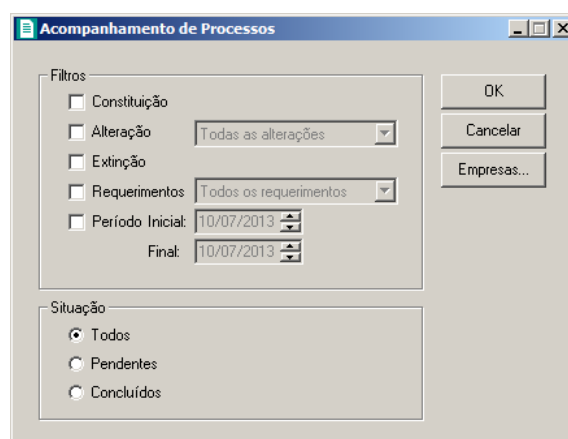 Acompanhamento de Processos
Filtros
Constituição
Alteração Todas as alterações
Extinção
Requerimentos Todos os requerimentos
Período Inicial: 10/07/2013
Final: 10/07/2013
OK
Cancelar
Empresas...
Situação
Todos
Pendentes
Concluídos